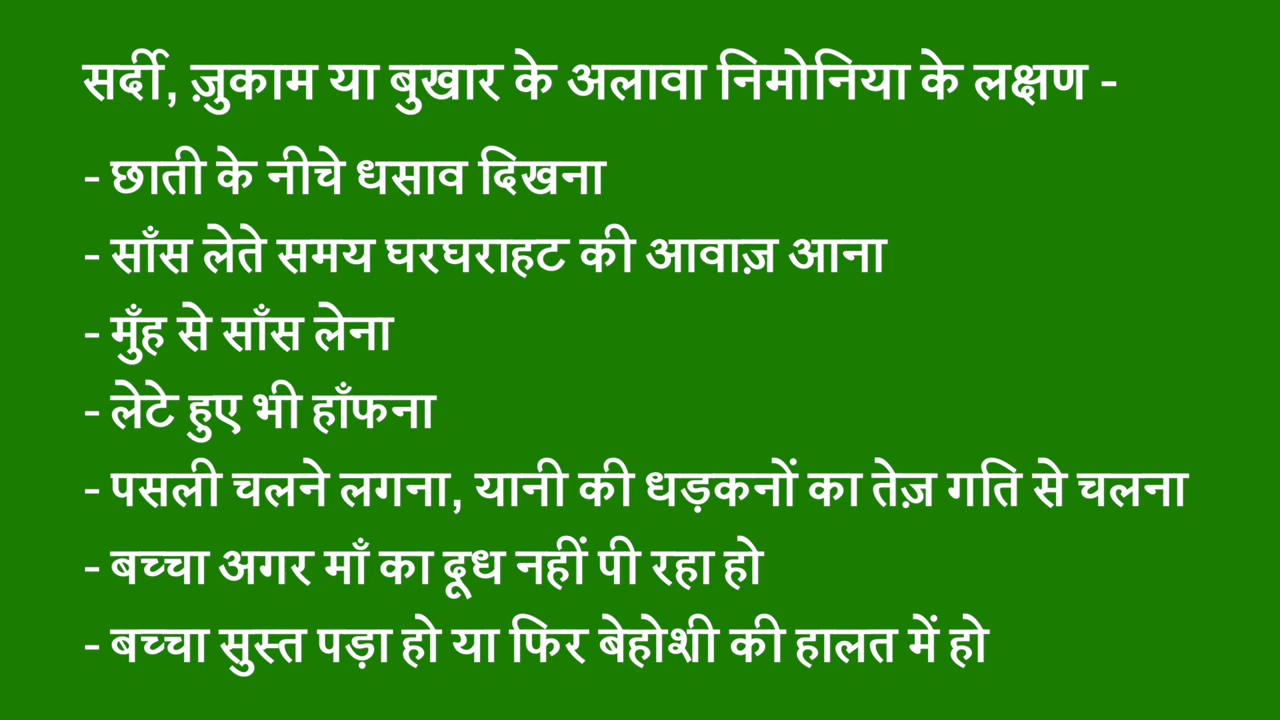 सर्दी, ज़ुकाम या बुखार के अलावा निमोनिया के लक्षण -
- छाती के नीचे धसाव दिखना
- साँस लेते समय घरघराहट की आवाज़ आना
- मुँह से साँस लेना
- लेटे हुए भी हाँफना
- पसली चलने लगना, यानी की धड़कनों का तेज़ गति से चलना
- बच्चा अगर माँ का दूध नहीं पी रहा हो
- बच्चा सुस्त पड़ा हो या फिर बेहोशी की हालत में हो